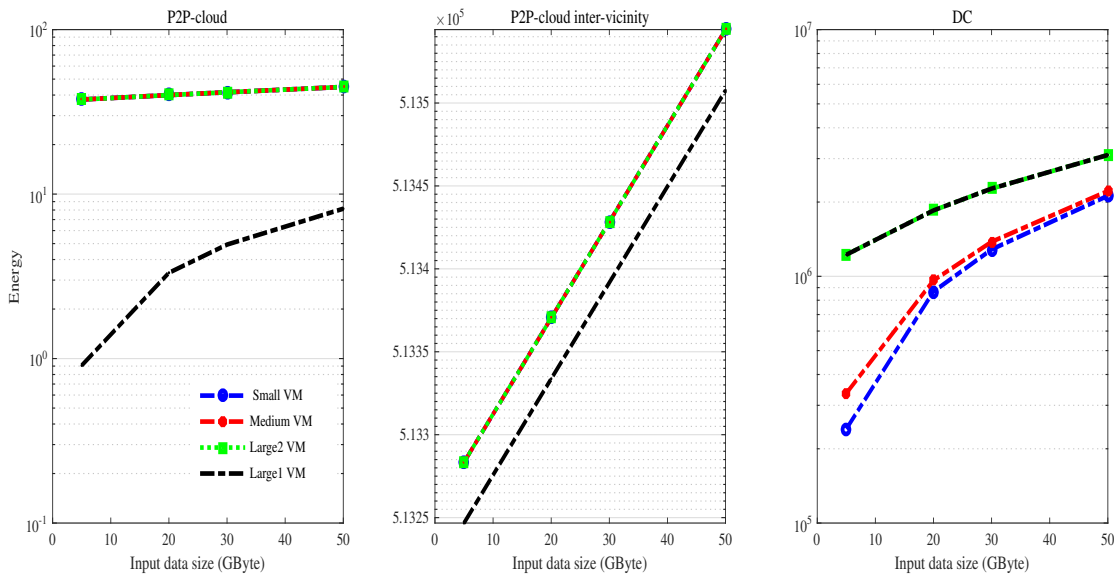 P2P-cloud
Energy
10^2
10^1
10^0
10^-1
Small VM
Medium VM
Large2 VM
Large1 VM
0 10 20 30 40 50
Input data size (GByte)
P2P-cloud inter-vicinity
×10^5
5.135
5.1345
5.134
5.1335
5.133
5.1325
0 10 20 30 40 50
Input data size (GByte)
DC
10^7
10^6
10^5
0 10 20 30 40 50
Input data size (GByte)